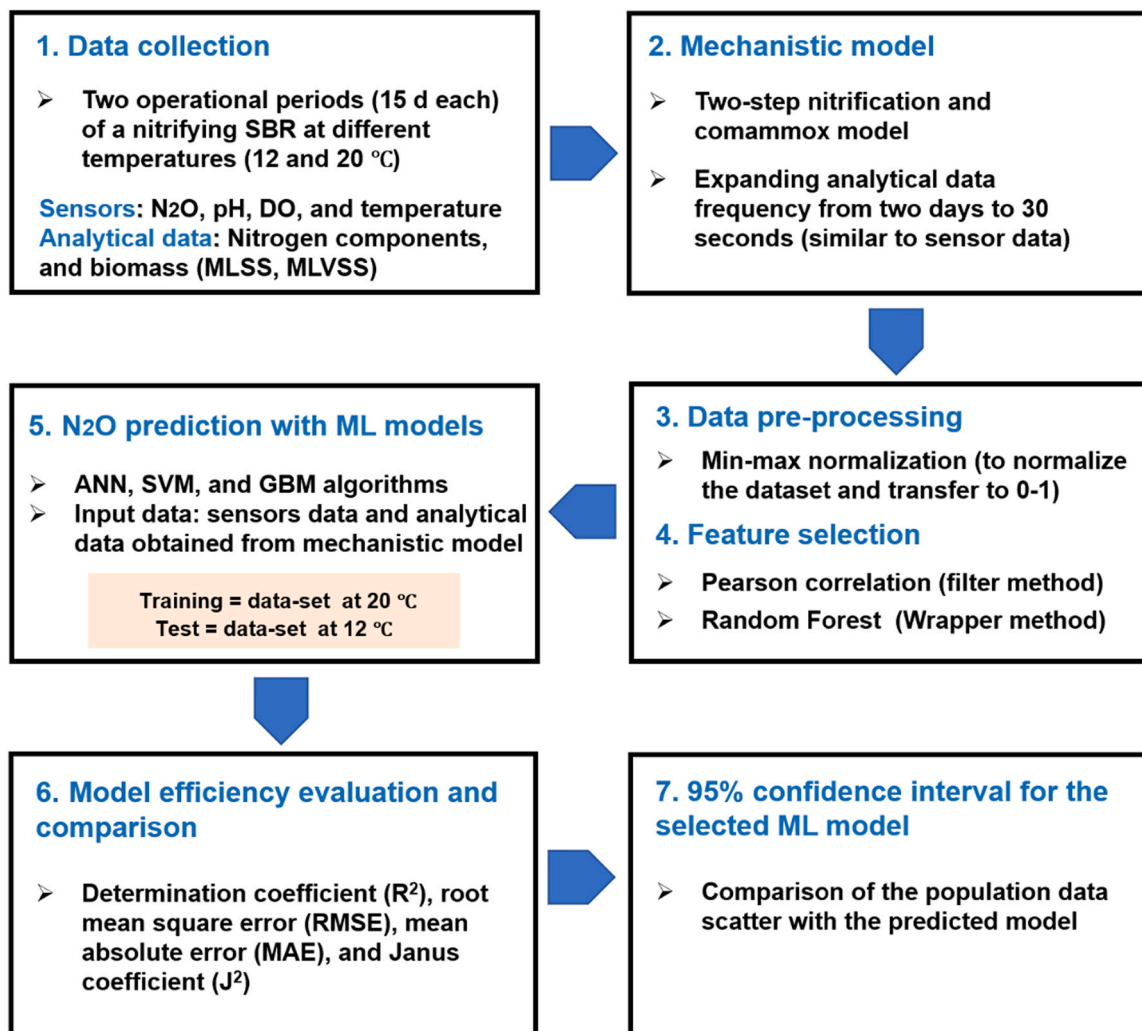 1. Data collection
➤ Two operational periods (15 d each)
of a nitrifying SBR at different
temperatures (12 and 20 ℃)
Sensors: N2O, pH, DO, and temperature
Analytical data: Nitrogen components,
and biomass (MLSS, MLVSS)
2. Mechanistic model
➤ Two-step nitrification and
comammox model
➤ Expanding analytical data
frequency from two days to 30
seconds (similar to sensor data)
3. Data pre-processing
➤ Min-max normalization (to normalize
the dataset and transfer to 0-1)
4. Feature selection
➤ Pearson correlation (filter method)
➤ Random Forest (Wrapper method)
5. N2O prediction with ML models
➤ ANN, SVM, and GBM algorithms
➤ Input data: sensors data and analytical
data obtained from mechanistic model
Training = data-set at 20 ℃
Test = data-set at 12 ℃
6. Model efficiency evaluation and
comparison
➤ Determination coefficient (R²), root
mean square error (RMSE), mean
absolute error (MAE), and Janus
coefficient (J²)
7. 95% confidence interval for the
selected ML model
➤ Comparison of the population data
scatter with the predicted model